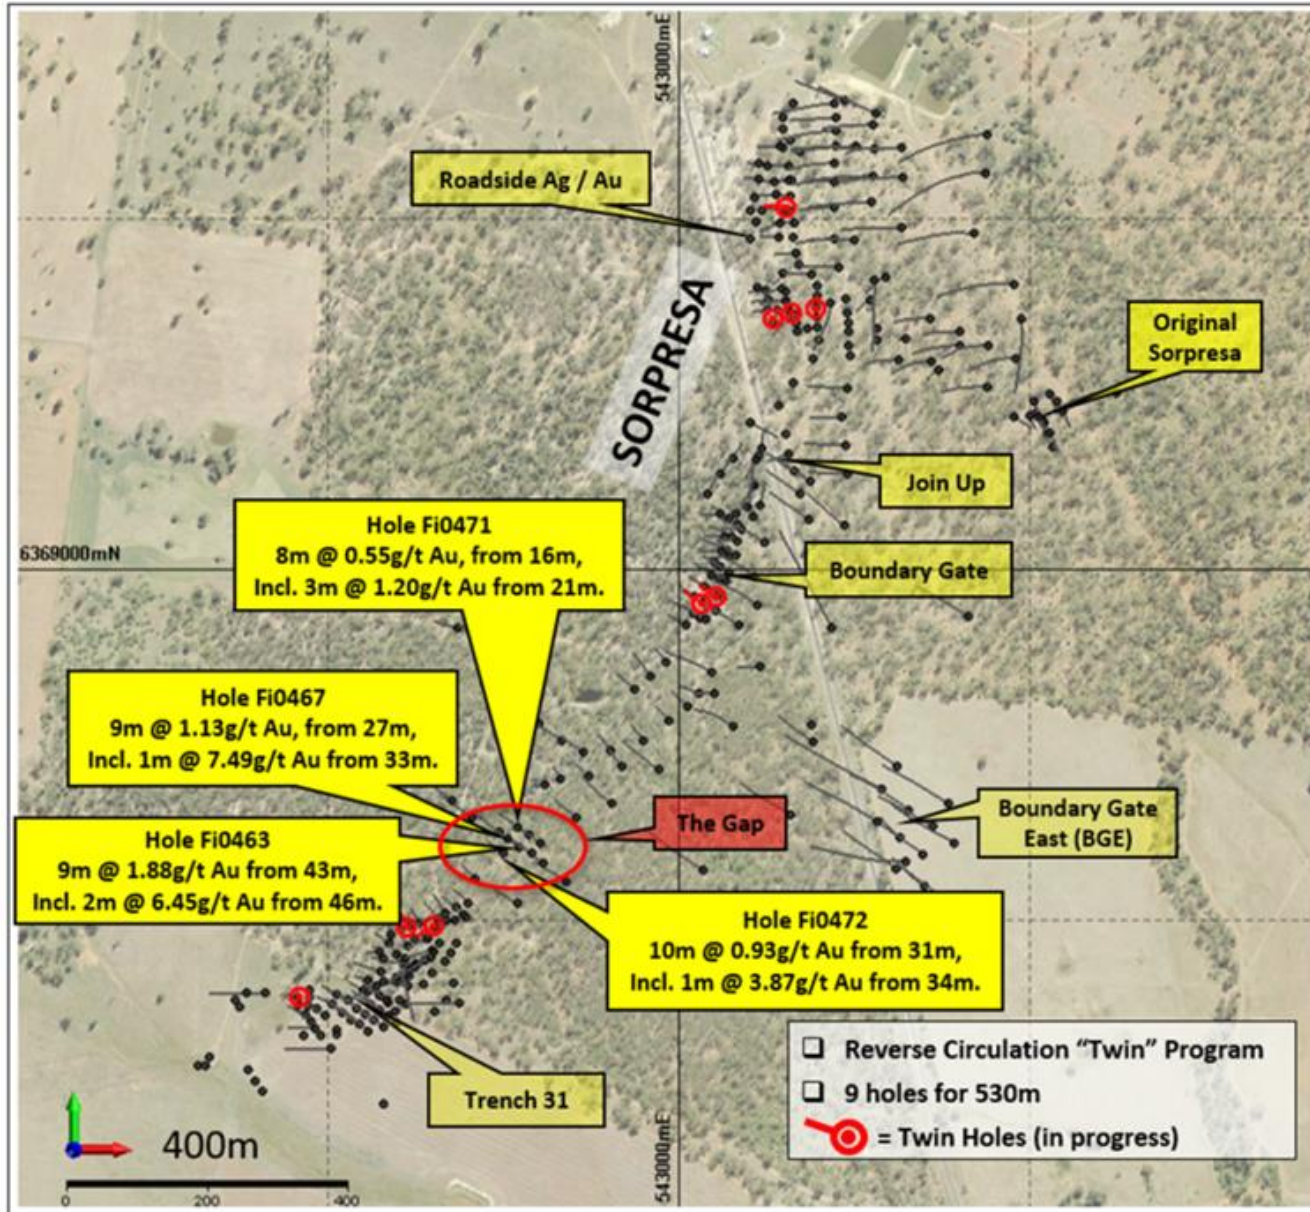 543000mE
Roadside Ag / Au
SORPRESA
Original
Sorpresa
Join Up
Hole Fi0471
8m @ 0.55g/t Au, from 16m,
Incl. 3m @ 1.20g/t Au from 21m.
6369000mN
Boundary Gate
Hole Fi0467
9m @ 1.13g/t Au, from 27m,
Incl. 1m @ 7.49g/t Au from 33m.
The Gap
Boundary Gate
East (BGE)
Hole Fi0463
9m @ 1.88g/t Au from 43m,
Incl. 2m @ 6.45g/t Au from 46m.
Hole Fi0472
10m @ 0.93g/t Au from 31m,
Incl. 1m @ 3.87g/t Au from 34m.
Trench 31
Reverse Circulation “Twin” Program
9 holes for 530m
= Twin Holes (in progress)
400m
0 200 400
543000mE